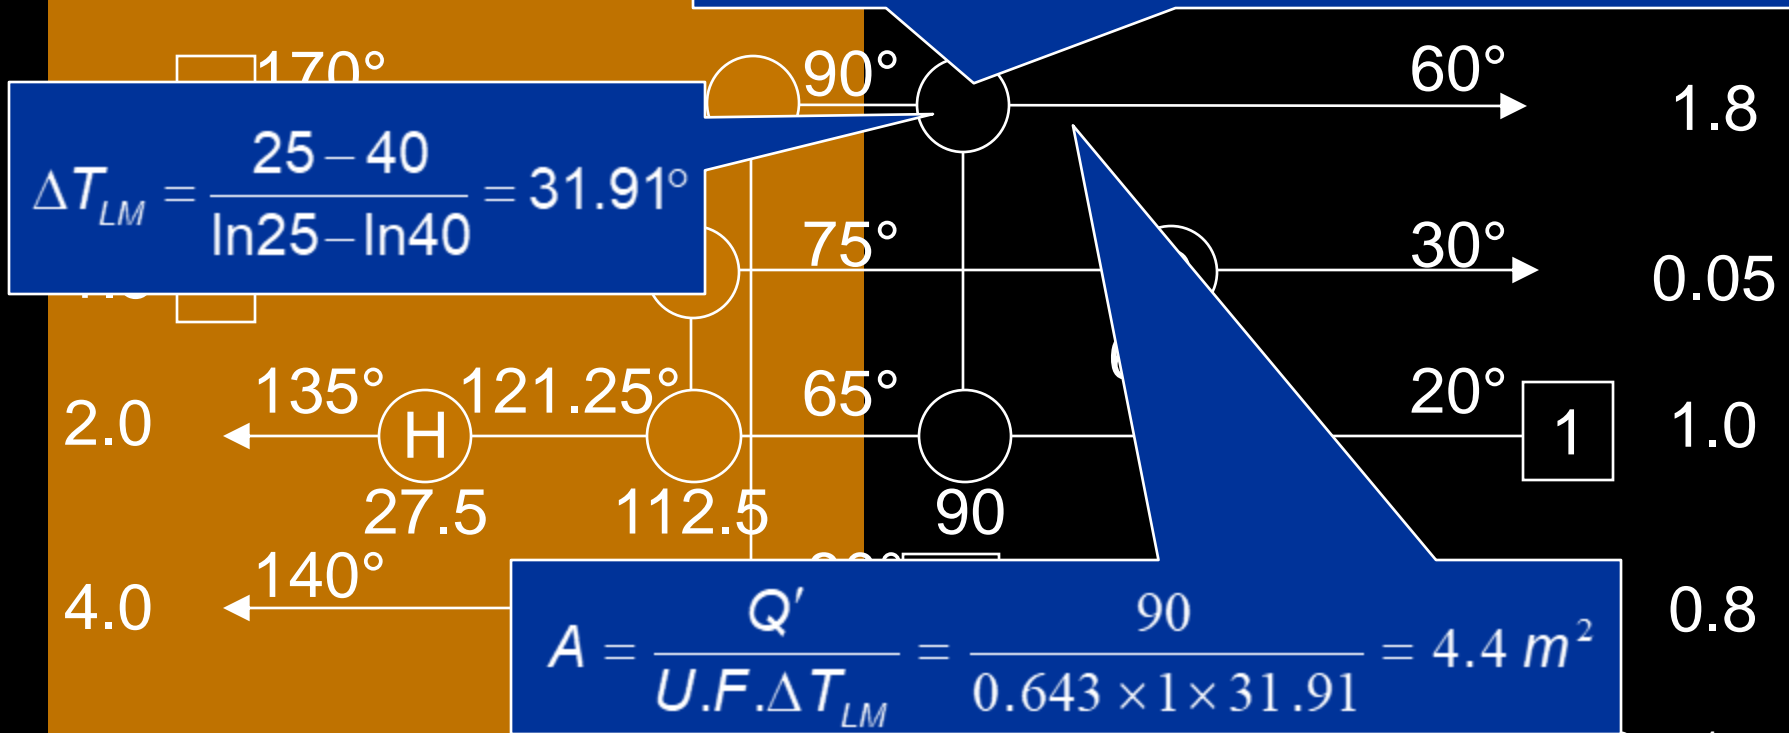 170° 90° 60° 1.8
ΔT_LM = (25 – 40) / (ln25 – ln40) = 31.91°
75° 30° 0.05
2.0 135° H 121.25° 65° 20° 1 1.0
27.5 112.5 90
4.0 140° 0.8
A = Q′ / (U.F.ΔT_LM) = 90 / (0.643 × 1 × 31.91) = 4.4 m²